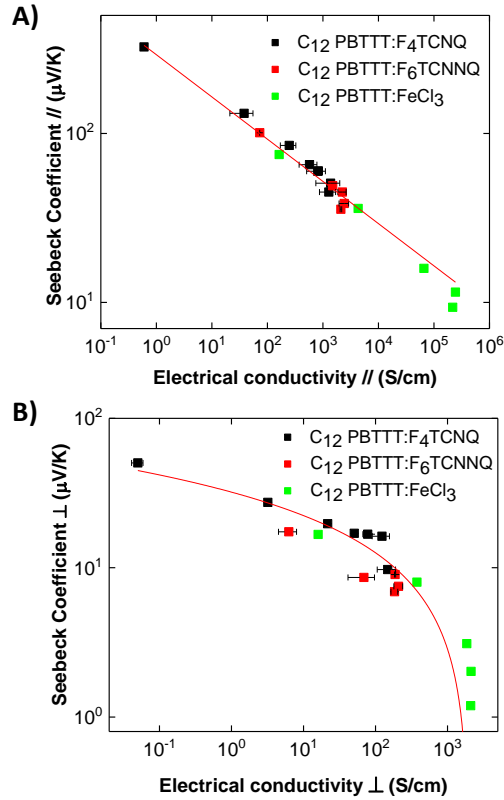 A)
C₁₂ PBTTT:F₄TCNQ
C₁₂ PBTTT:F₆TCNNQ
C₁₂ PBTTT:FeCl₃
Seebeck Coefficient // (μV/K)
10²
10¹
10⁻¹ 10⁰ 10¹ 10² 10³ 10⁴ 10⁵ 10⁶
Electrical conductivity // (S/cm)
B)
10²
C₁₂ PBTTT:F₄TCNQ
C₁₂ PBTTT:F₆TCNNQ
C₁₂ PBTTT:FeCl₃
Seebeck Coefficient ⊥ (μV/K)
10¹
10⁰
10⁻¹ 10⁰ 10¹ 10² 10³
Electrical conductivity ⊥ (S/cm)